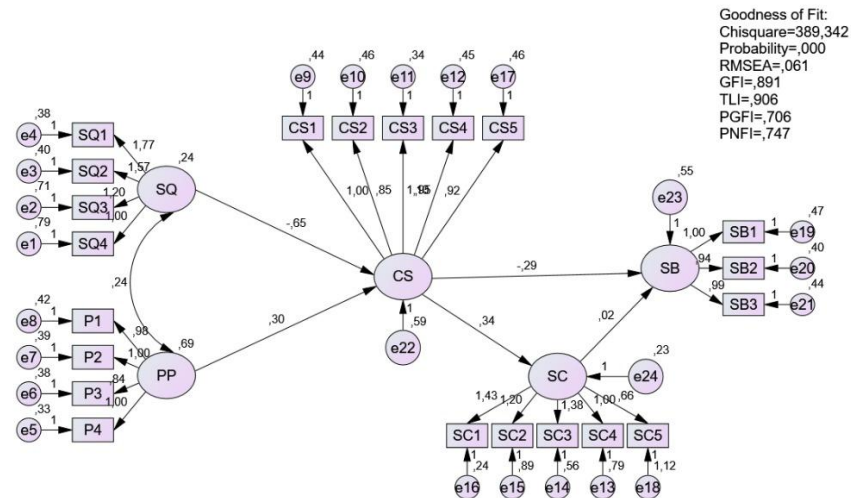 Goodness of Fit:
Chisquare=389,342
Probability=,000
RMSEA=,061
GFI=,891
TLI=,906
PGFI=,706
PNFI=,747
,44 ,46 ,34 ,45 ,46
e9 e10 e11 e12 e17
1 1 1 1 1
CS1 CS2 CS3 CS4 CS5
1,00 ,85 ,92
,38
e4 1 SQ1
1,77
,40
e3 1 SQ2
1,57
,71
e2 1 SQ3
1,20
,79
e1 1 SQ4
1,00
,24
SQ
-,65
,24
,42
e8 1 P1
,98
,39
e7 1 P2
1,00
,38
e6 1 P3
,84
,33
e5 1 P4
1,00
,69
PP
,30
CS
1
,59
e22
-,29
,34
,55
e23
1
SB
1,00 SB1 1 e19 ,47
,94 SB2 1 e20 ,40
,99 SB3 1 e21 ,44
,02
SC
1
,23
e24
1,43 1,20 1,38 1,00 ,66
SC1 SC2 SC3 SC4 SC5
1 1 1 1 1
,24 ,89 ,56 ,79 1,12
e16 e15 e14 e13 e18